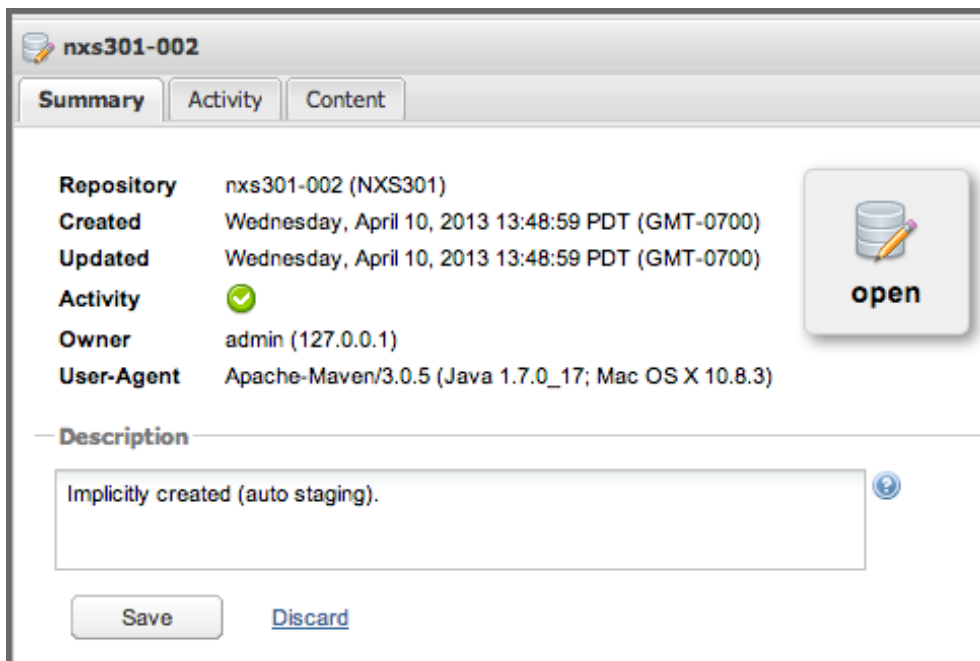 nxs301-002
Summary Activity Content
Repository nxs301-002 (NXS301)
Created Wednesday, April 10, 2013 13:48:59 PDT (GMT-0700)
Updated Wednesday, April 10, 2013 13:48:59 PDT (GMT-0700)
Activity
open
Owner admin (127.0.0.1)
User-Agent Apache-Maven/3.0.5 (Java 1.7.0_17; Mac OS X 10.8.3)
Description
Implicitly created (auto staging).
?
Save Discard